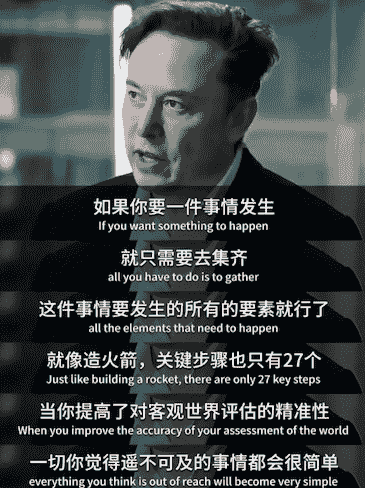 如果你要一件事情发生
If you want something to happen
就只需要去集齐
all you have to do is to gather
这件事情要发生的所有的要素就行了
all the elements that need to happen
就像造火箭，关键步骤也只有27个
Just like building a rocket, there are only 27 key steps
当你提高了对客观世界评估的精准性
When you improve the accuracy of your assessment of the world
一切你觉得遥不可及的事情都会很简单
everything you think is out of reach will become very simple